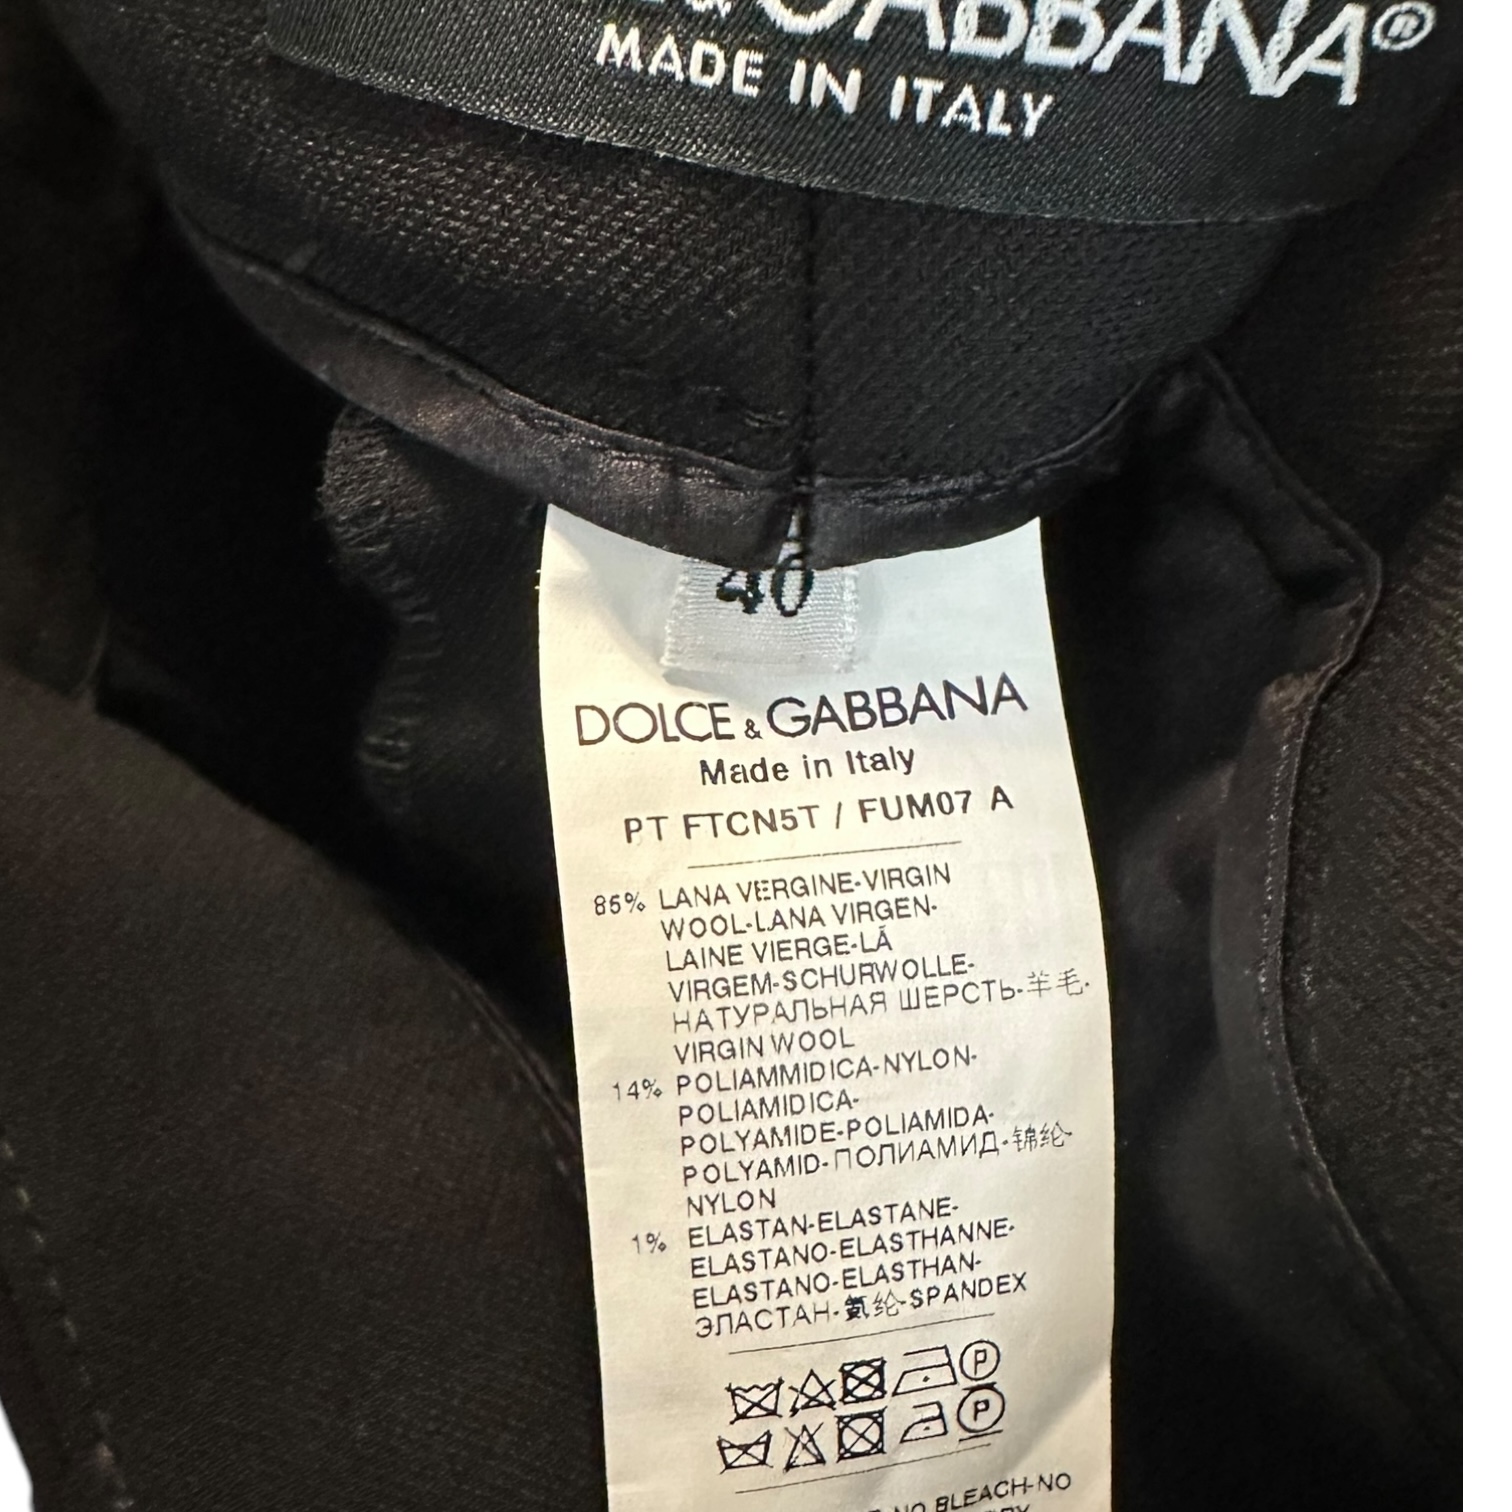 & GABBANA®
MADE IN ITALY
40
DOLCE & GABBANA
Made in Italy
PT FTCN5T / FUM07 A
85% LANA VERGINE-VIRGIN
WOOL-LANA VIRGEN-
LAINE VIERGE-LÃ
VIRGEM-SCHURWOLLE-
НАТУРАЛЬНАЯ ШЕРСТЬ-羊毛-
VIRGIN WOOL
14% POLIAMMIDICA-NYLON-
POLIAMIDICA-
POLYAMIDE-POLIAMIDA-
POLYAMID-ПОЛИАМИД-锦纶-
NYLON
1% ELASTAN-ELASTANE-
ELASTANO-ELASTHANNE-
ELASTANO-ELASTHAN-
ЭЛАСТАН-氨纶-SPANDEX
P
P
NO BLEACH-NO